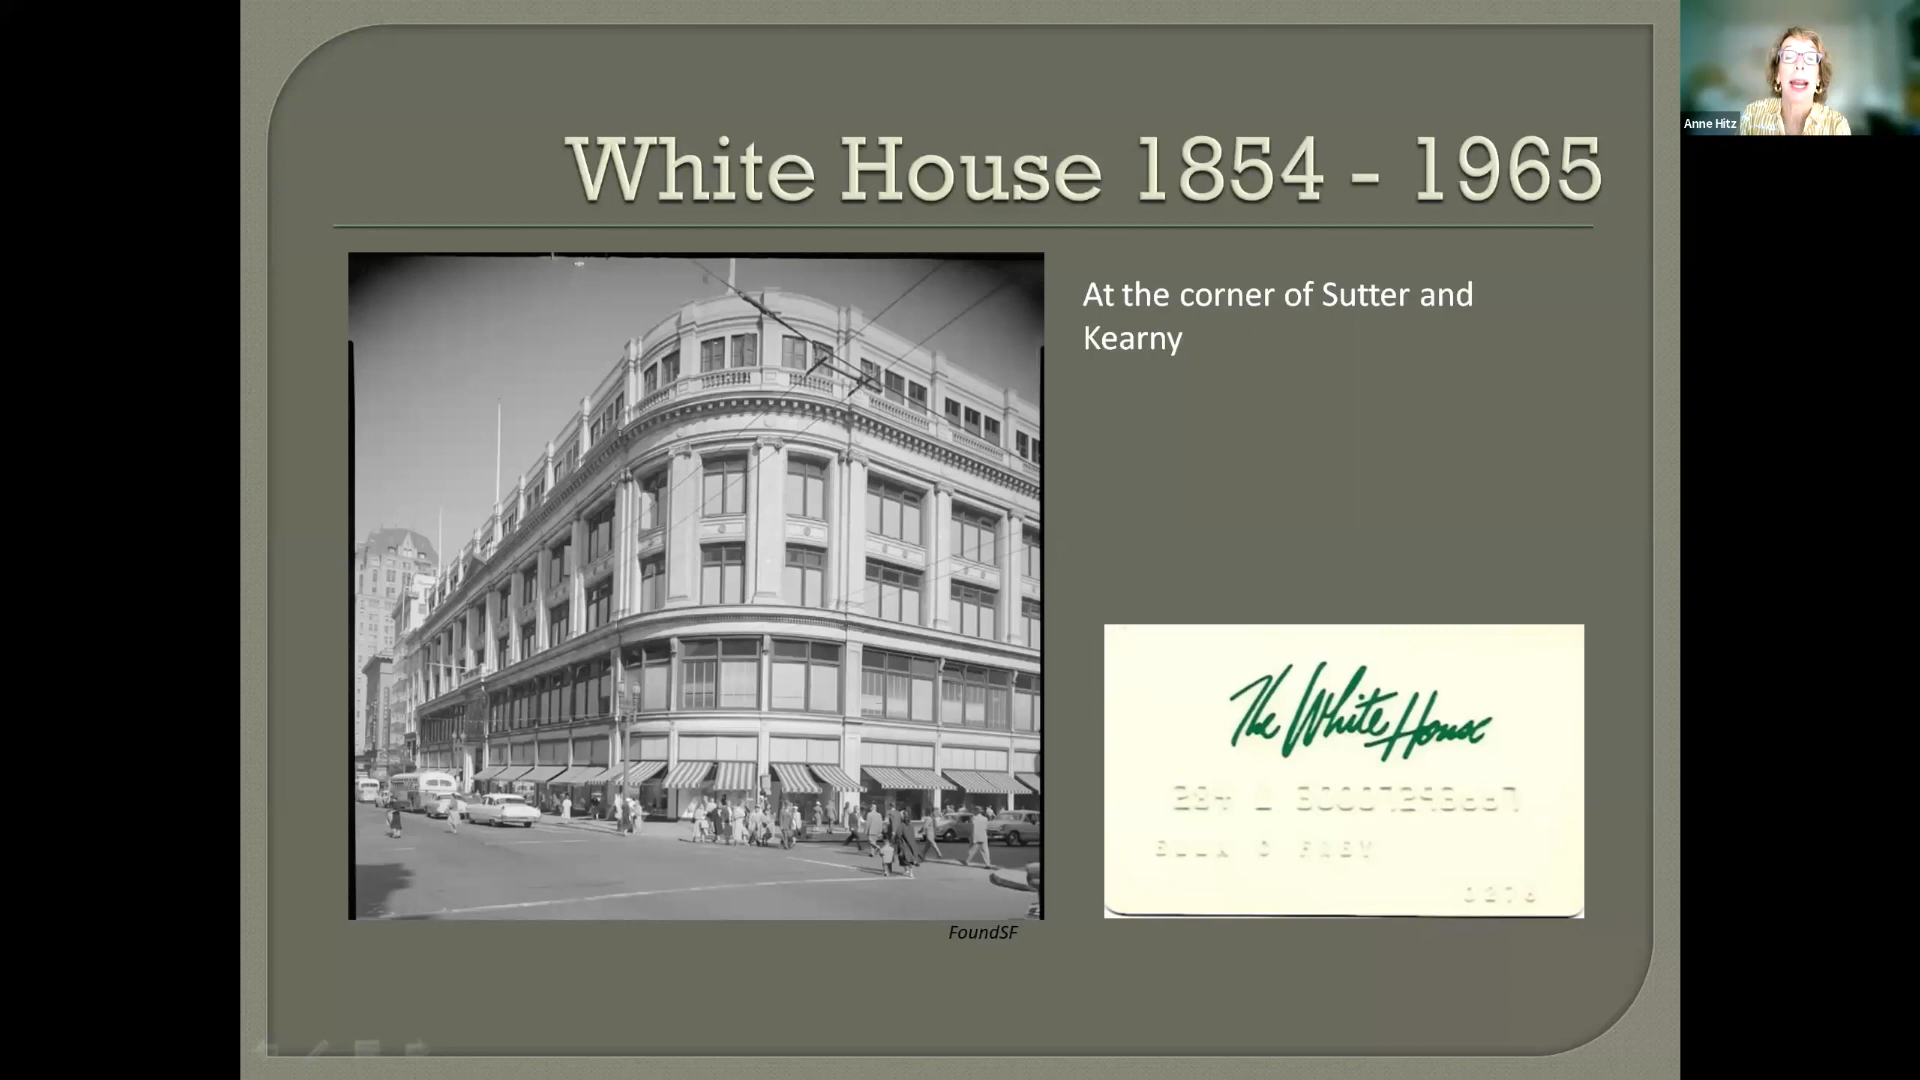 White House 1854 - 1965
Anne Hitz
At the corner of Sutter and
Kearny
The White House
FoundSF